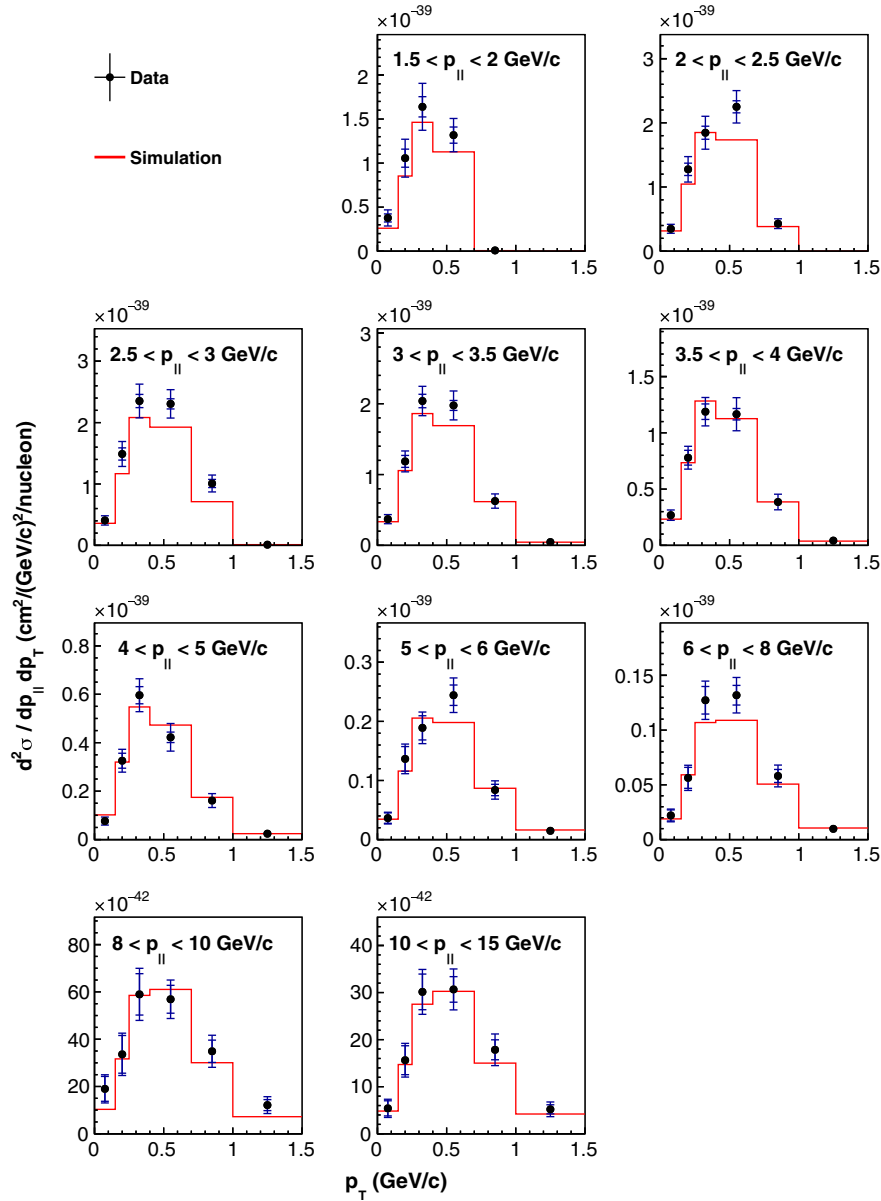 Data
Simulation
×10⁻³⁹
1.5 < p|| < 2 GeV/c
2
1.5
1
0.5
0
0 0.5 1 1.5
×10⁻³⁹
2 < p|| < 2.5 GeV/c
3
2
1
0
0 0.5 1 1.5
×10⁻³⁹
2.5 < p|| < 3 GeV/c
3
2
1
0
0 0.5 1 1.5
×10⁻³⁹
3 < p|| < 3.5 GeV/c
3
2
1
0
0 0.5 1 1.5
×10⁻³⁹
3.5 < p|| < 4 GeV/c
1.5
1
0.5
0
0 0.5 1 1.5
×10⁻³⁹
4 < p|| < 5 GeV/c
0.8
0.6
0.4
0.2
0
0 0.5 1 1.5
×10⁻³⁹
5 < p|| < 6 GeV/c
0.3
0.2
0.1
0
0 0.5 1 1.5
×10⁻³⁹
6 < p|| < 8 GeV/c
0.15
0.1
0.05
0
0 0.5 1 1.5
×10⁻⁴²
8 < p|| < 10 GeV/c
80
60
40
20
0
0 0.5 1 1.5
×10⁻⁴²
10 < p|| < 15 GeV/c
40
30
20
10
0
0 0.5 1 1.5
d²σ / dp|| dp_T (cm²/(GeV/c)²/nucleon)
p_T (GeV/c)